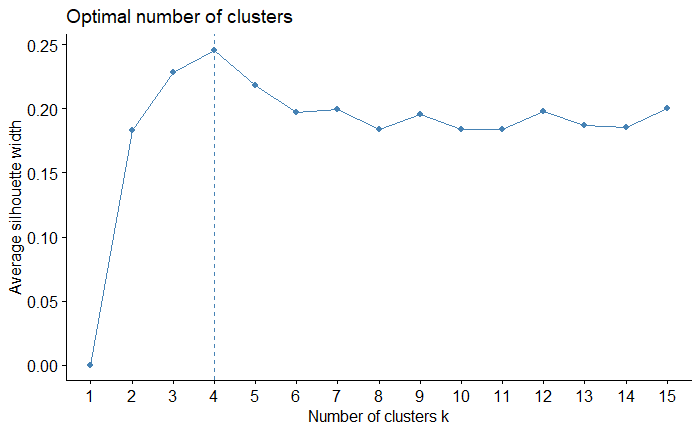 Optimal number of clusters
Average silhouette width
0.25
0.20
0.15
0.10
0.05
0.00
1 2 3 4 5 6 7 8 9 10 11 12 13 14 15
Number of clusters k